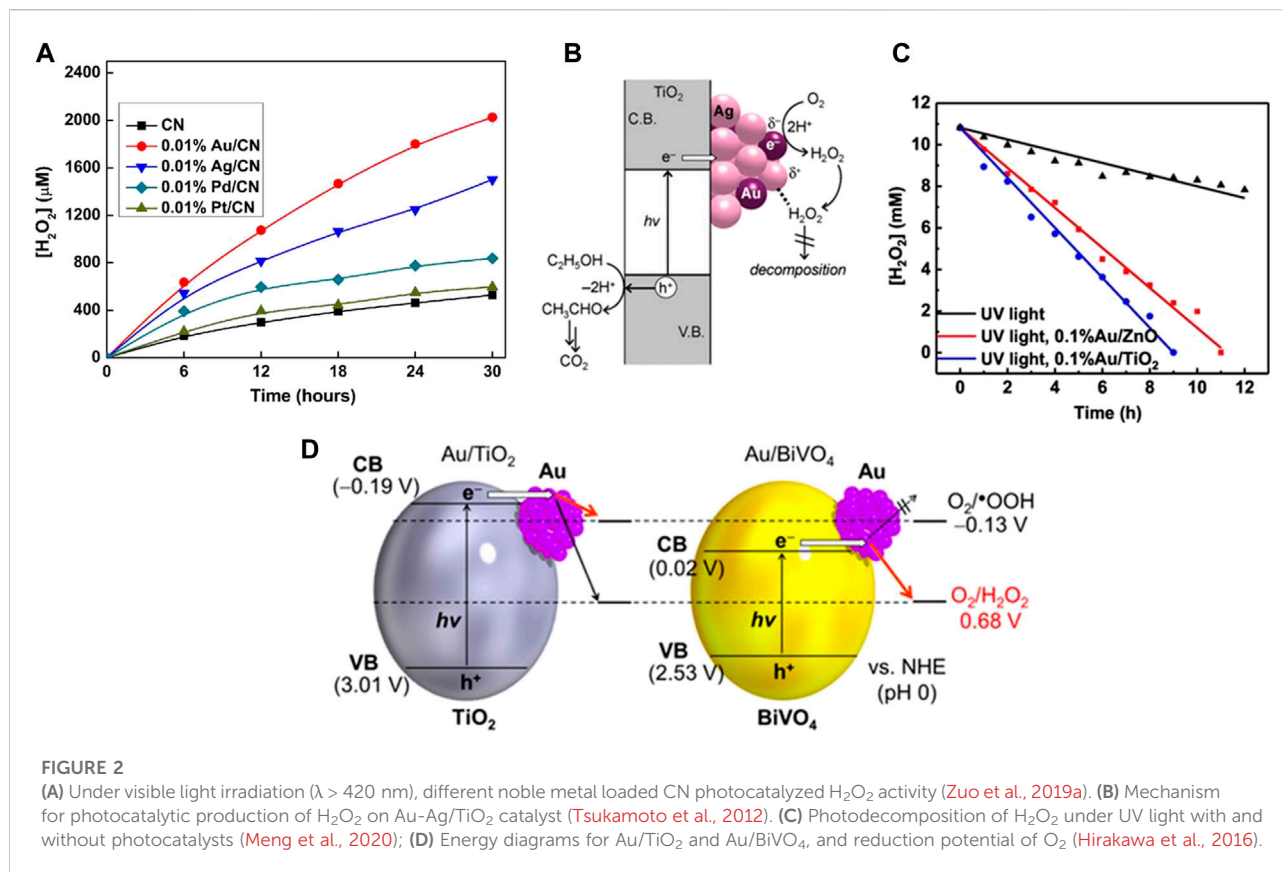 A
[H₂O₂] (μM)
2400
2000
1600
1200
800
400
0
CN
0.01% Au/CN
0.01% Ag/CN
0.01% Pd/CN
0.01% Pt/CN
0
6
12
18
24
30
Time (hours)
B
TiO₂
C.B.
e⁻
hν
C₂H₅OH
−2H⁺
h⁺
CH₃CHO
CO₂
V.B.
Ag
Au
δ⁻
e⁻
O₂
2H⁺
H₂O₂
δ⁺
H₂O₂
decomposition
C
[H₂O₂] (mM)
12
10
8
6
4
2
0
UV light
UV light, 0.1%Au/ZnO
UV light, 0.1%Au/TiO₂
0
2
4
6
8
10
12
Time (h)
D
Au/TiO₂
CB
(−0.19 V)
e⁻
Au
hν
VB
(3.01 V)
h⁺
TiO₂
Au/BiVO₄
Au
CB
(0.02 V)
e⁻
hν
VB
(2.53 V)
h⁺
BiVO₄
O₂/•OOH
−0.13 V
O₂/H₂O₂
0.68 V
vs. NHE
(pH 0)
FIGURE 2
(A) Under visible light irradiation (λ > 420 nm), different noble metal loaded CN photocatalyzed H₂O₂ activity (Zuo et al., 2019a). (B) Mechanism
for photocatalytic production of H₂O₂ on Au-Ag/TiO₂ catalyst (Tsukamoto et al., 2012). (C) Photodecomposition of H₂O₂ under UV light with and
without photocatalysts (Meng et al., 2020); (D) Energy diagrams for Au/TiO₂ and Au/BiVO₄, and reduction potential of O₂ (Hirakawa et al., 2016).